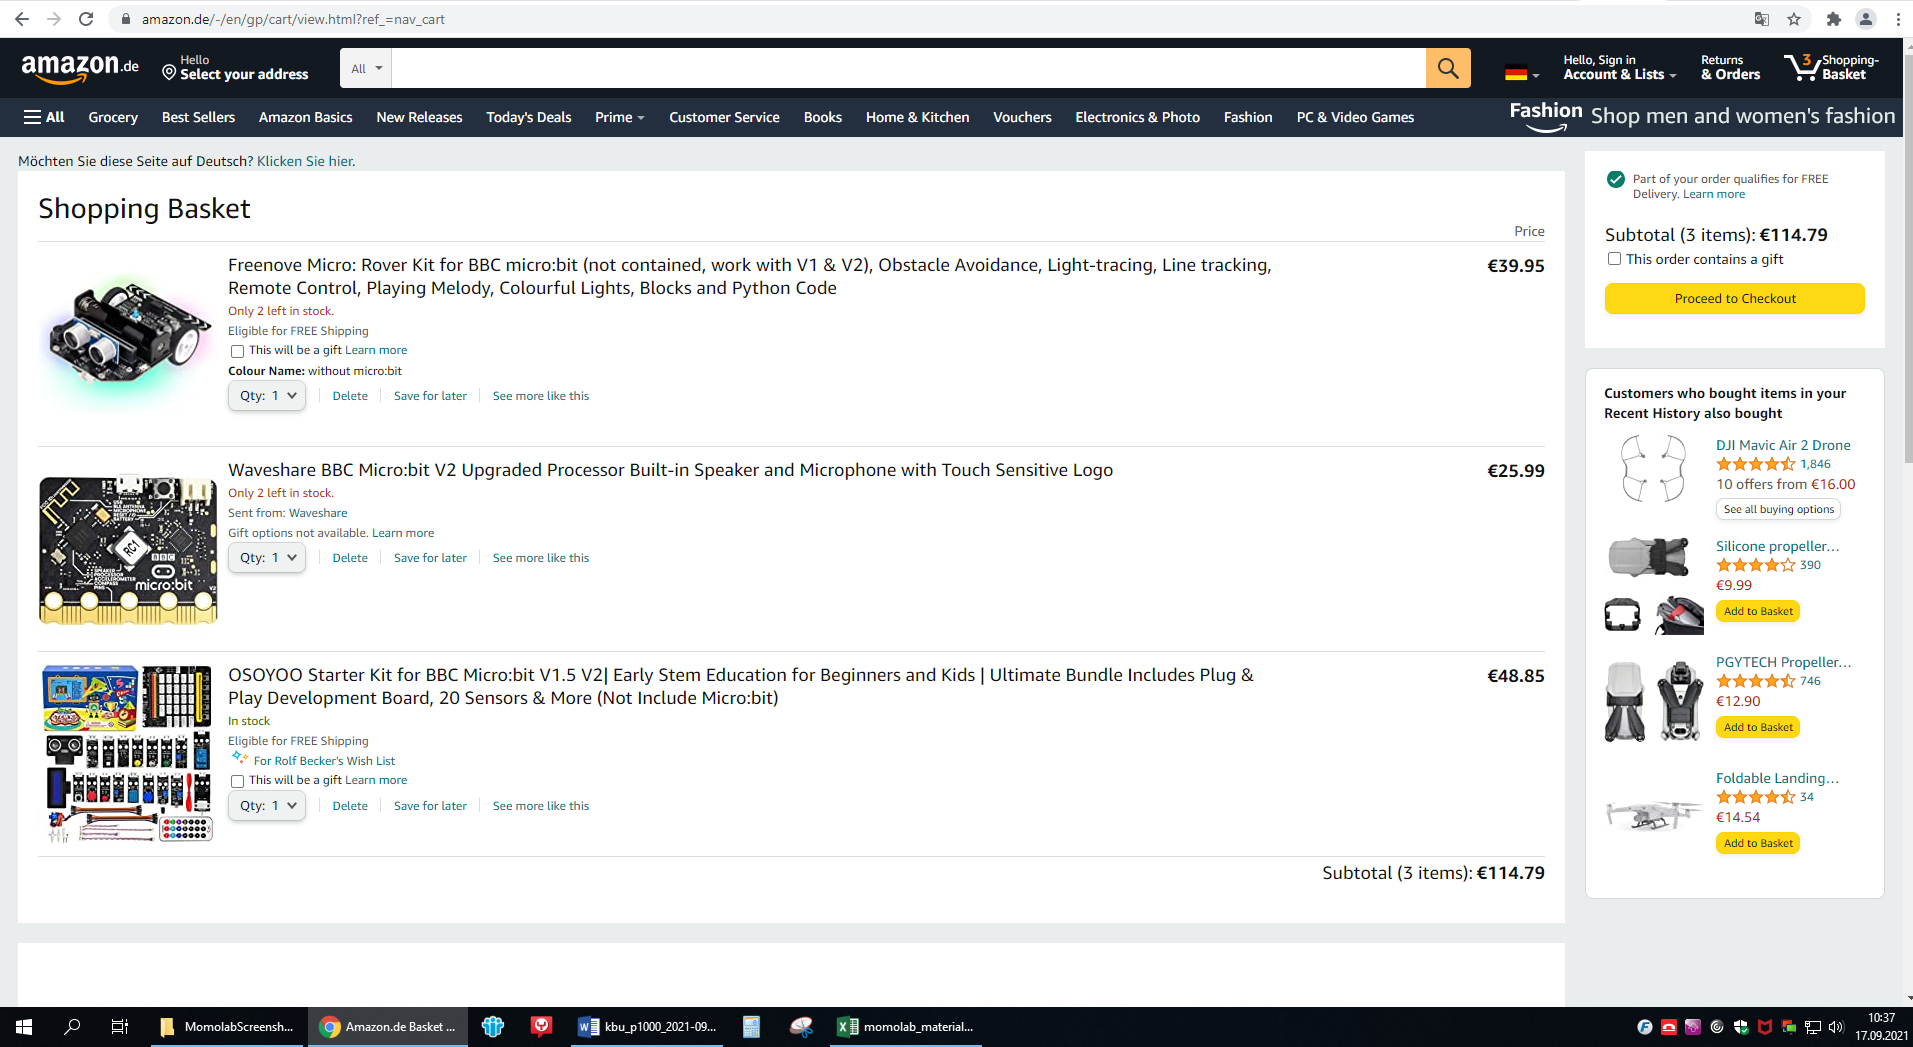 amazon.de/-/en/gp/cart/view.html?ref_=nav_cart
amazon.de
Hello
Select your address
All
Hello, Sign in
Account & Lists
Returns
& Orders
3
Shopping-
Basket
All
Grocery
Best Sellers
Amazon Basics
New Releases
Today's Deals
Prime
Customer Service
Books
Home & Kitchen
Vouchers
Electronics & Photo
Fashion
PC & Video Games
Fashion Shop men and women's fashion
Möchten Sie diese Seite auf Deutsch? Klicken Sie hier.
Shopping Basket
Price
Freenove Micro: Rover Kit for BBC micro:bit (not contained, work with V1 & V2), Obstacle Avoidance, Light-tracing, Line tracking,
Remote Control, Playing Melody, Colourful Lights, Blocks and Python Code
€39.95
Only 2 left in stock.
Eligible for FREE Shipping
This will be a gift Learn more
Colour Name: without micro:bit
Qty: 1
Delete
Save for later
See more like this
Waveshare BBC Micro:bit V2 Upgraded Processor Built-in Speaker and Microphone with Touch Sensitive Logo
€25.99
Only 2 left in stock.
Sent from: Waveshare
Gift options not available. Learn more
Qty: 1
Delete
Save for later
See more like this
RC1
BBC
micro:bit
OSOYOO Starter Kit for BBC Micro:bit V1.5 V2| Early Stem Education for Beginners and Kids | Ultimate Bundle Includes Plug &
Play Development Board, 20 Sensors & More (Not Include Micro:bit)
€48.85
In stock
Eligible for FREE Shipping
For Rolf Becker's Wish List
This will be a gift Learn more
Qty: 1
Delete
Save for later
See more like this
Subtotal (3 items): €114.79
Part of your order qualifies for FREE
Delivery. Learn more
Subtotal (3 items): €114.79
This order contains a gift
Proceed to Checkout
Customers who bought items in your
Recent History also bought
DJI Mavic Air 2 Drone
1,846
10 offers from €16.00
See all buying options
Silicone propeller…
390
€9.99
Add to Basket
PGYTECH Propeller…
746
€12.90
Add to Basket
Foldable Landing…
34
€14.54
Add to Basket
MomolabScreensh...
Amazon.de Basket ...
kbu_p1000_2021-09...
momolab_material...
10:37
17.09.2021